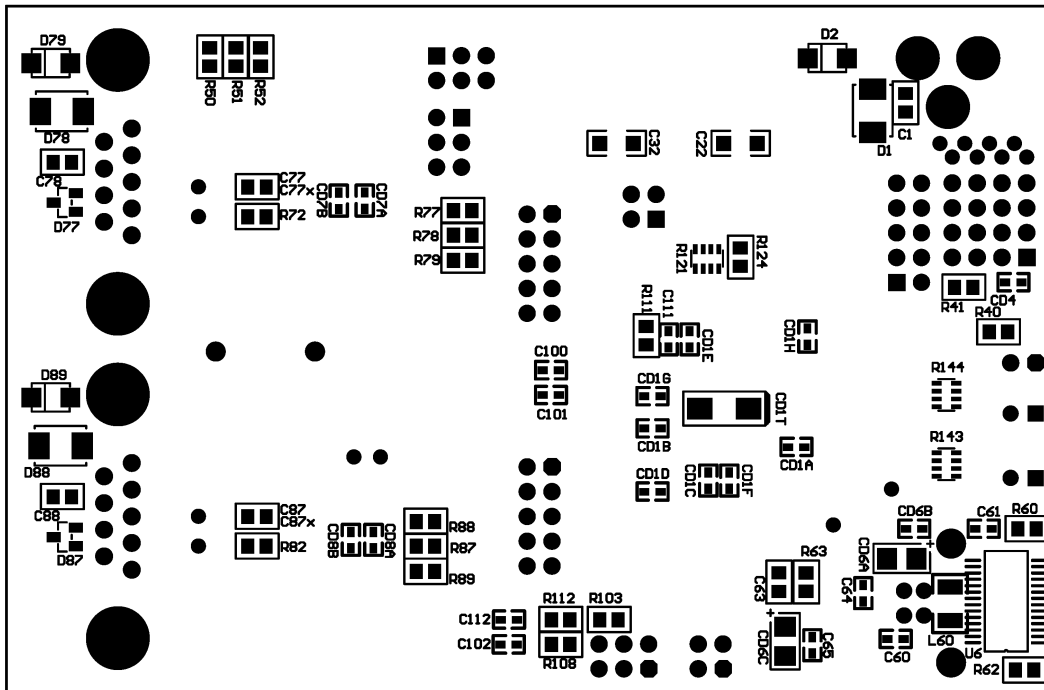 D79
D2
R50
R51
R52
D78
C1
D1
C32
C22
C78
D77
C77
C77x
R72
CD7B
CD7A
R77
R78
R79
R121
R124
R41
CD4
R40
R111
C111
CD1E
CD1H
C100
C101
CD1G
CD1T
CD1B
CD1A
CD1D
CD1C
CD1F
R144
R143
D89
D88
C88
D87
C87
C87x
R82
CD8B
CD8A
R88
R87
R89
CD6B
C61
R60
CD6A
+
R63
C63
C64
L60
U6
C60
R62
C112
R112
R103
C102
R108
+
CD6C
C65